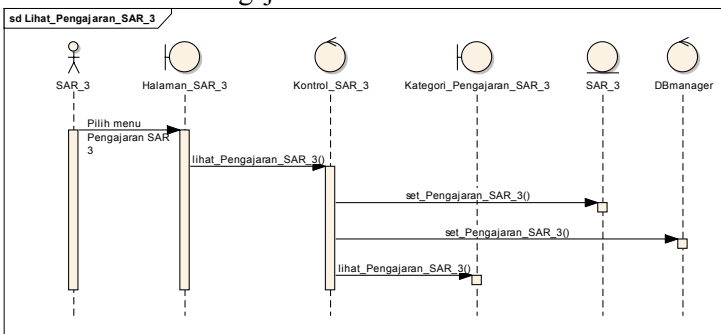 sd Lihat_Pengajaran_SAR_3
SAR_3
Halaman_SAR_3
Kontrol_SAR_3
Kategori_Pengajaran_SAR_3
SAR_3
DBmanager
Pilih menu
Pengajaran SAR
3
lihat_Pengajaran_SAR_3()
set_Pengajaran_SAR_3()
set_Pengajaran_SAR_3()
lihat_Pengajaran_SAR_3()